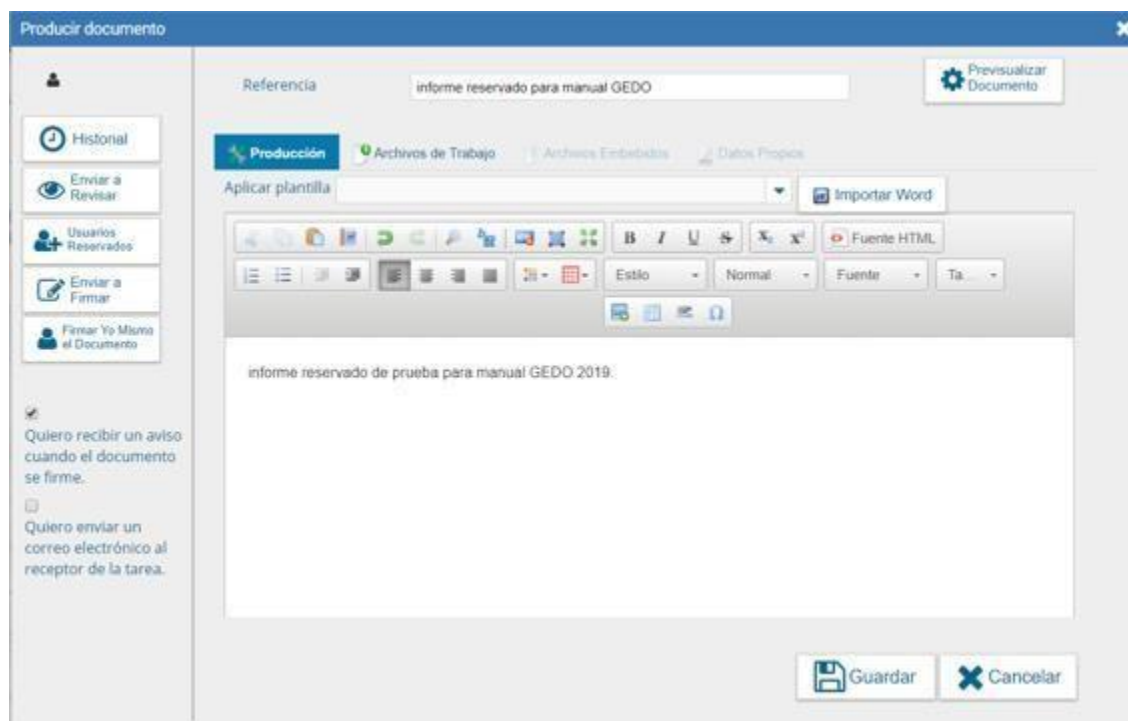 Producir documento
Referencia
informe reservado para manual GEDO
Previsualizar
Documento
Historial
Enviar a
Revisar
Usuarios
Reservados
Enviar a
Firmar
Firmar Yo Mismo
el Documento
Quiero recibir un aviso
cuando el documento
se firme.
Quiero enviar un
correo electrónico al
receptor de la tarea.
Producción Archivos de Trabajo Archivos Embebidos Datos Propios
Aplicar plantilla Importar Word
B I U S X₂ X² Fuente HTML
Estilo Normal Fuente Ta...
Ω
informe reservado de prueba para manual GEDO 2019.
Guardar Cancelar